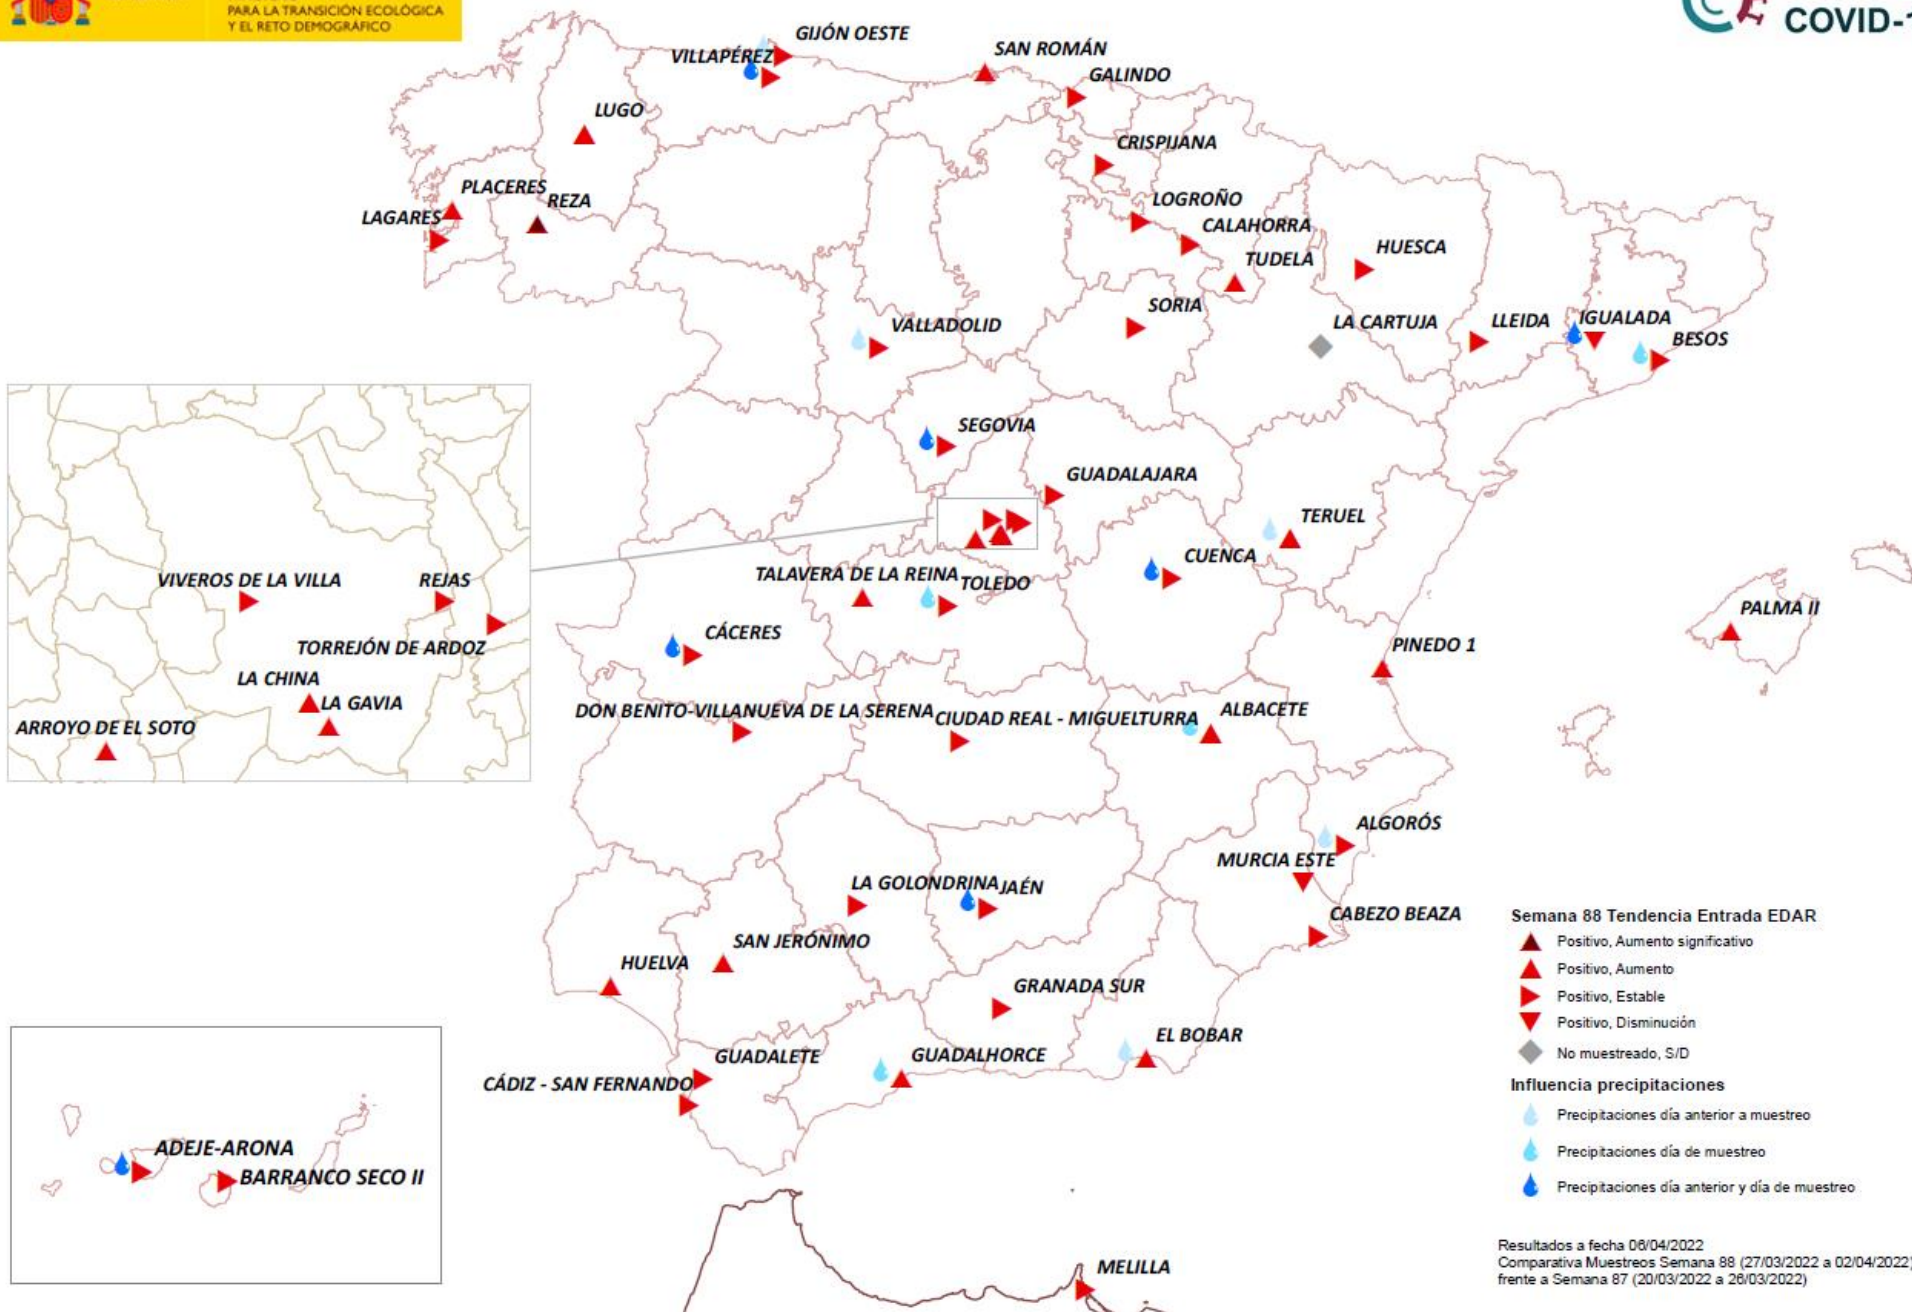 PARA LA TRANSICIÓN ECOLÓGICA
Y EL RETO DEMOGRÁFICO
COVID-1
GIJÓN OESTE
VILLAPÉREZ
SAN ROMÁN
GALINDO
LUGO
CRISPIJANA
PLACERES
REZA
LAGARES
LOGROÑO
CALAHORRA
TUDELA
HUESCA
SORIA
VALLADOLID
LA CARTUJA
LLEIDA
IGUALADA
BESOS
SEGOVIA
GUADALAJARA
TERUEL
CUENCA
TALAVERA DE LA REINA
TOLEDO
VIVEROS DE LA VILLA
REJAS
TORREJÓN DE ARDOZ
LA CHINA
LA GAVIA
ARROYO DE EL SOTO
CÁCERES
PALMA II
PINEDO 1
DON BENITO-VILLANUEVA DE LA SERENA
CIUDAD REAL - MIGUELTURRA
ALBACETE
ALGORÓS
MURCIA ESTE
LA GOLONDRINA
JAÉN
CABEZO BEAZA
SAN JERÓNIMO
HUELVA
GRANADA SUR
EL BOBAR
GUADALETE
GUADALHORCE
CÁDIZ - SAN FERNANDO
ADEJE-ARONA
BARRANCO SECO II
MELILLA
Semana 88 Tendencia Entrada EDAR
Positivo, Aumento significativo
Positivo, Aumento
Positivo, Estable
Positivo, Disminución
No muestreado, S/D
Influencia precipitaciones
Precipitaciones día anterior a muestreo
Precipitaciones día de muestreo
Precipitaciones día anterior y día de muestreo
Resultados a fecha 06/04/2022
Comparativa Muestreos Semana 88 (27/03/2022 a 02/04/2022)
frente a Semana 87 (20/03/2022 a 26/03/2022)